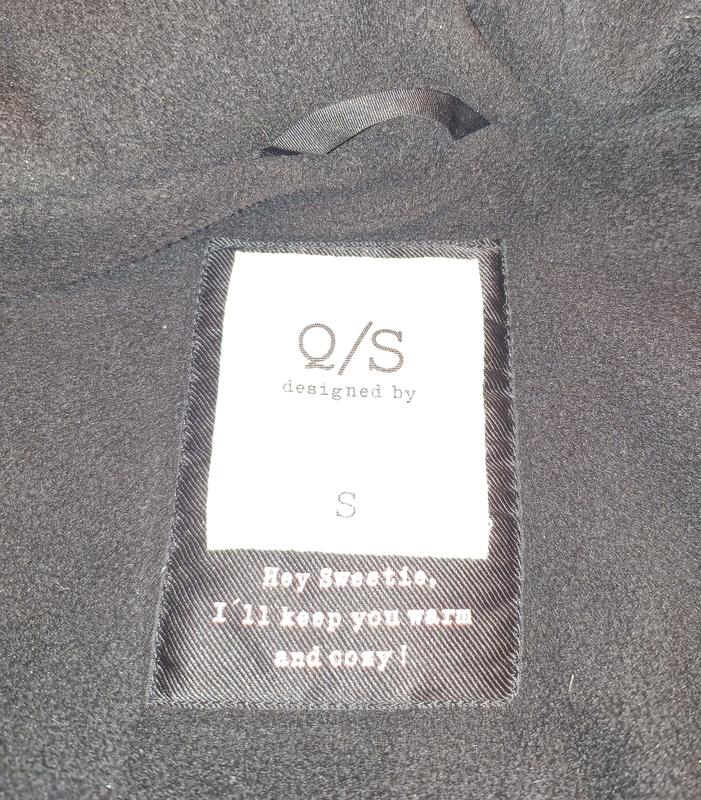 Q/S
designed by
S
Hey Sweetie,
I´ll keep you warm
and cozy!